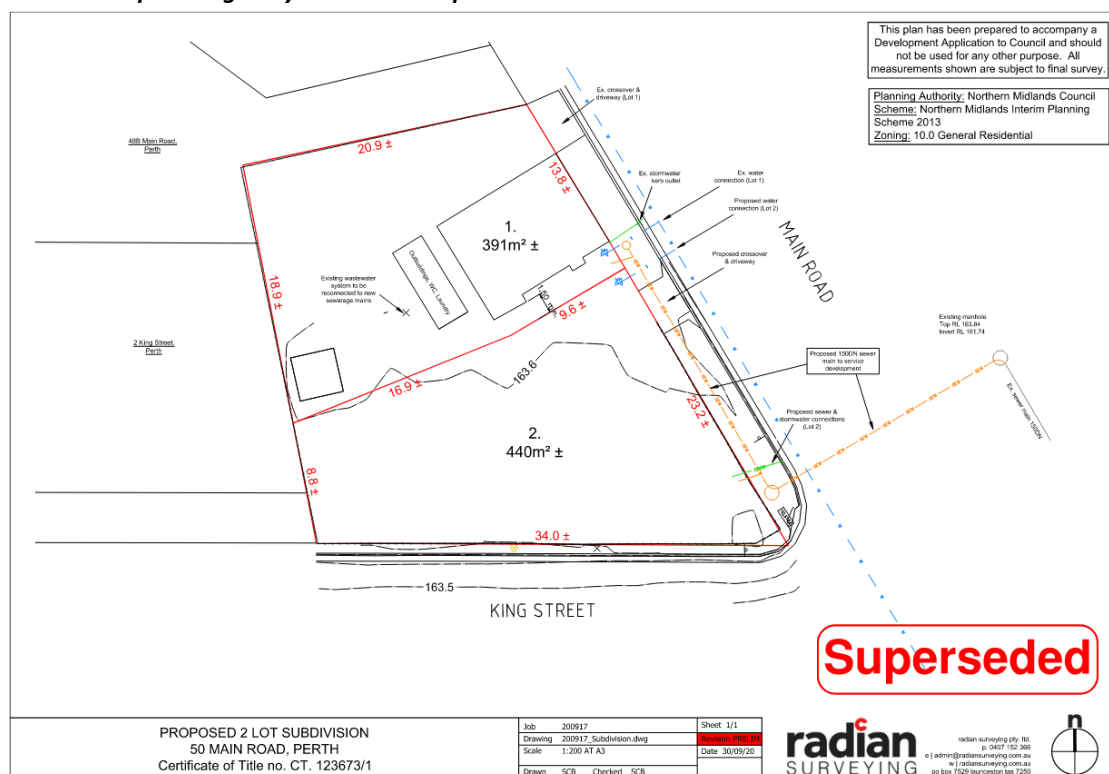 This plan has been prepared to accompany a
Development Application to Council and should
not be used for any other purpose. All
measurements shown are subject to final survey.
Planning Authority: Northern Midlands Council
Scheme: Northern Midlands Interim Planning
Scheme 2013
Zoning: 10.0 General Residential
Ex. crossover &
driveway (Lot 1)
48B Main Road,
Perth
20.9 ±
13.8 ±
Ex. stormwater
kerb outlet
Ex. water
connection (Lot 1)
Proposed water
connection (Lot 2)
1.
391m² ±
Proposed crossover
& driveway
MAIN ROAD
Outbuildings, WC, Laundry
Existing wastewater
system to be
reconnected to new
sewerage mains
1.50 min.
9.6 ±
18.9 ±
Existing manhole
Top RL 163.84
Invert RL 161.74
2 King Street,
Perth
163.6
Proposed 150DN sewer
main to service
development
16.9 ±
23.2 ±
Ex. sewer main 150DN
Proposed sewer &
stormwater connections
(Lot 2)
2.
440m² ±
8.8 ±
34.0 ±
163.5
KING STREET
Superseded
PROPOSED 2 LOT SUBDIVISION
50 MAIN ROAD, PERTH
Certificate of Title no. CT. 123673/1
Job 200917 Sheet 1/1
Drawing 200917_Subdivision.dwg Revision PRELIM
Scale 1:200 AT A3 Date 30/09/20
Drawn SCB Checked SCB
radian
SURVEYING
radian surveying pty. ltd.
p. 0407 152 366
e | admin@radiansurveying.com.au
w | radiansurveying.com.au
po box 7529 launceston tas 7250
n